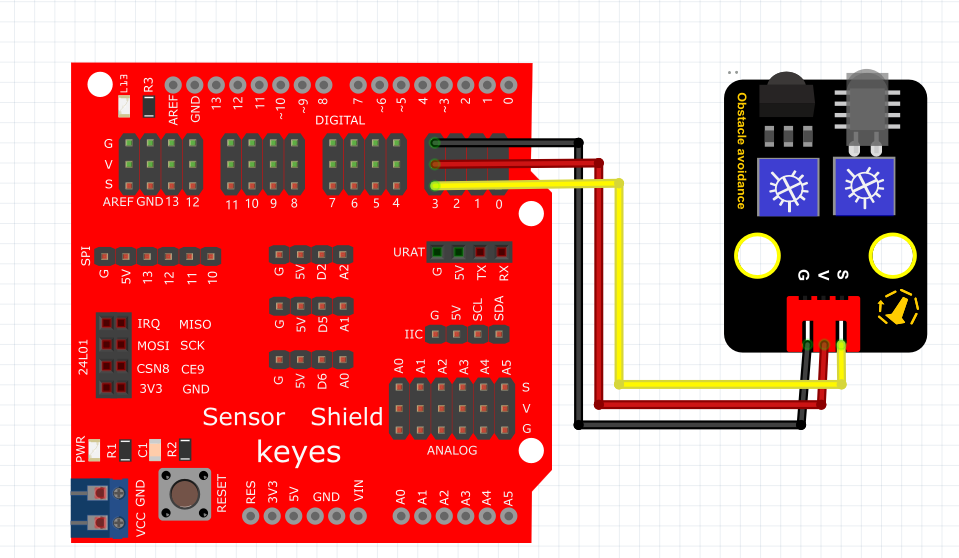 L13
R3
AREF GND 13 12 11 ~10 ~9 8 7 ~6 ~5 4 ~3 2 1 0
DIGITAL
G
V
S
AREF GND 13 12 11 10 9 8 7 6 5 4 3 2 1 0
SPI
G 5V 13 12 11 10
G 5V D2 A2
URAT
G 5V TX RX
G 5V D5 A1
IIC
G 5V SCL SDA
G 5V D6 A0
24L01
IRQ MISO
MOSI SCK
CSN8 CE9
3V3 GND
A0 A1 A2 A3 A4 A5
S
V
G
ANALOG
Sensor Shield
keyes
PWR R1 C1 R2
VCC GND
RESET
RES 3V3 5V GND VIN
A0 A1 A2 A3 A4 A5
Obstacle avoidance
G V S